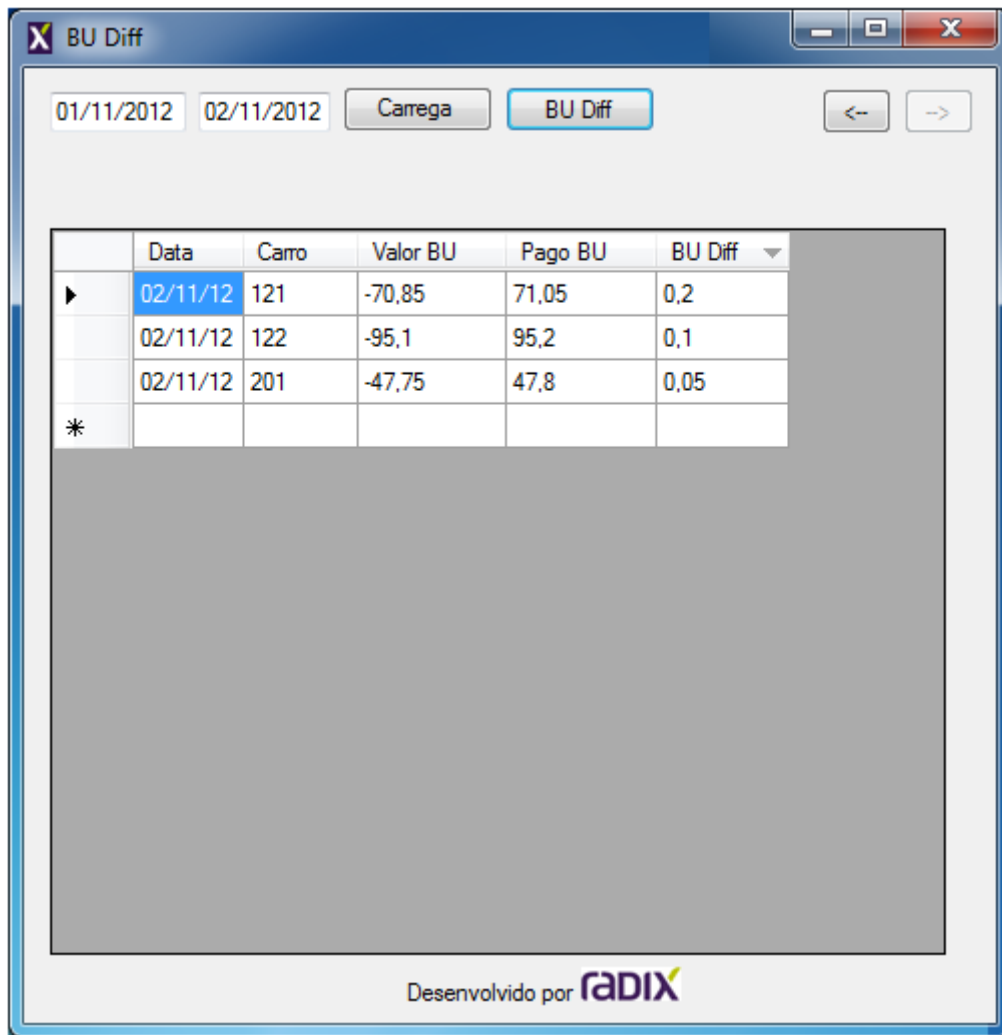 BU Diff
01/11/2012 02/11/2012 Carrega BU Diff <-- -->
Data Carro Valor BU Pago BU BU Diff
02/11/12 121 -70,85 71,05 0,2
02/11/12 122 -95,1 95,2 0,1
02/11/12 201 -47,75 47,8 0,05
Desenvolvido por radix